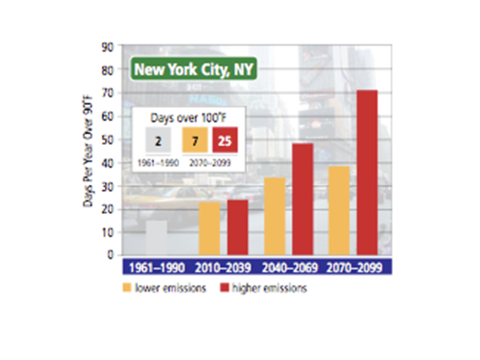 90
New York City, NY
80
70
Days over 100°F
60
2 7 25
50
1961–1990 2070–2099
40
30
20
10
0
Days Per Year Over 90°F
1961–1990 2010–2039 2040–2069 2070–2099
lower emissions higher emissions